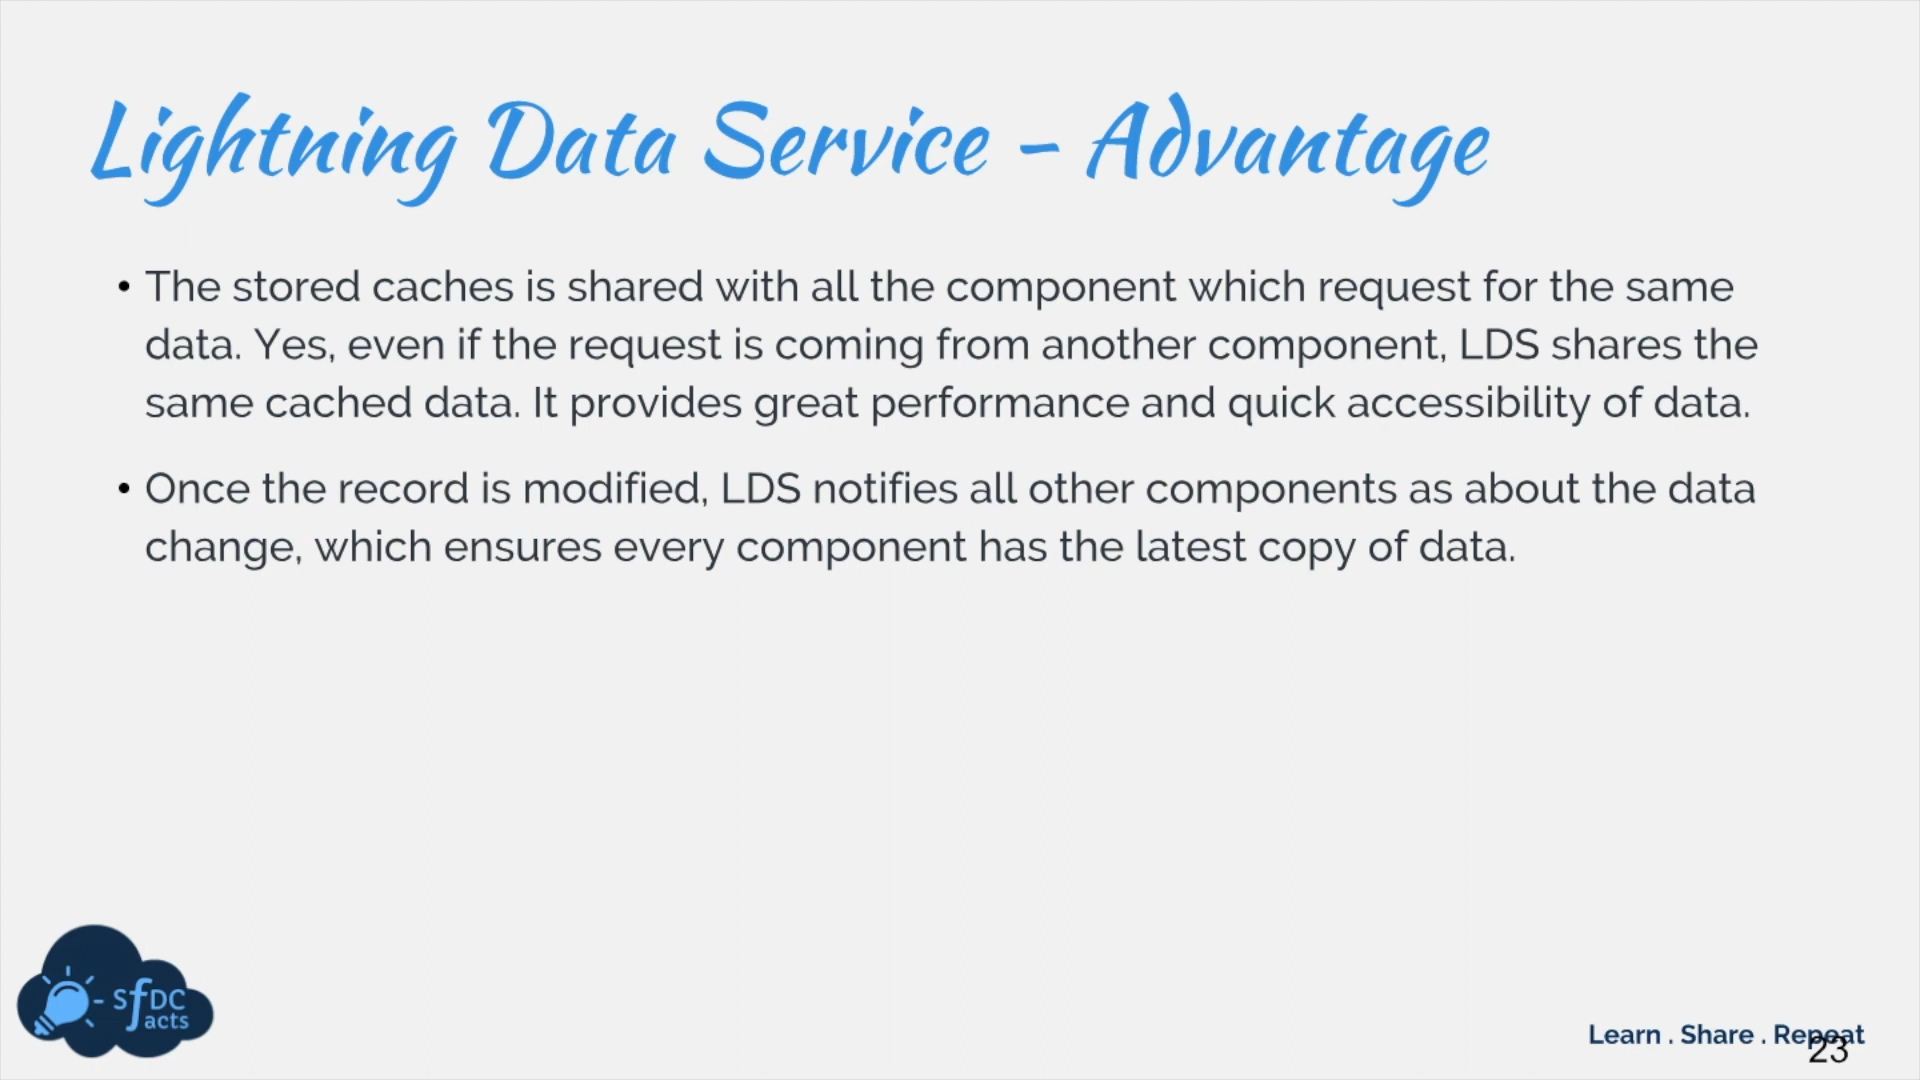 Lightning Data Service - Advantage
• The stored caches is shared with all the component which request for the same
data. Yes, even if the request is coming from another component, LDS shares the
same cached data. It provides great performance and quick accessibility of data.
• Once the record is modified, LDS notifies all other components as about the data
change, which ensures every component has the latest copy of data.
- sfDC
acts
Learn . Share . Repeat
23